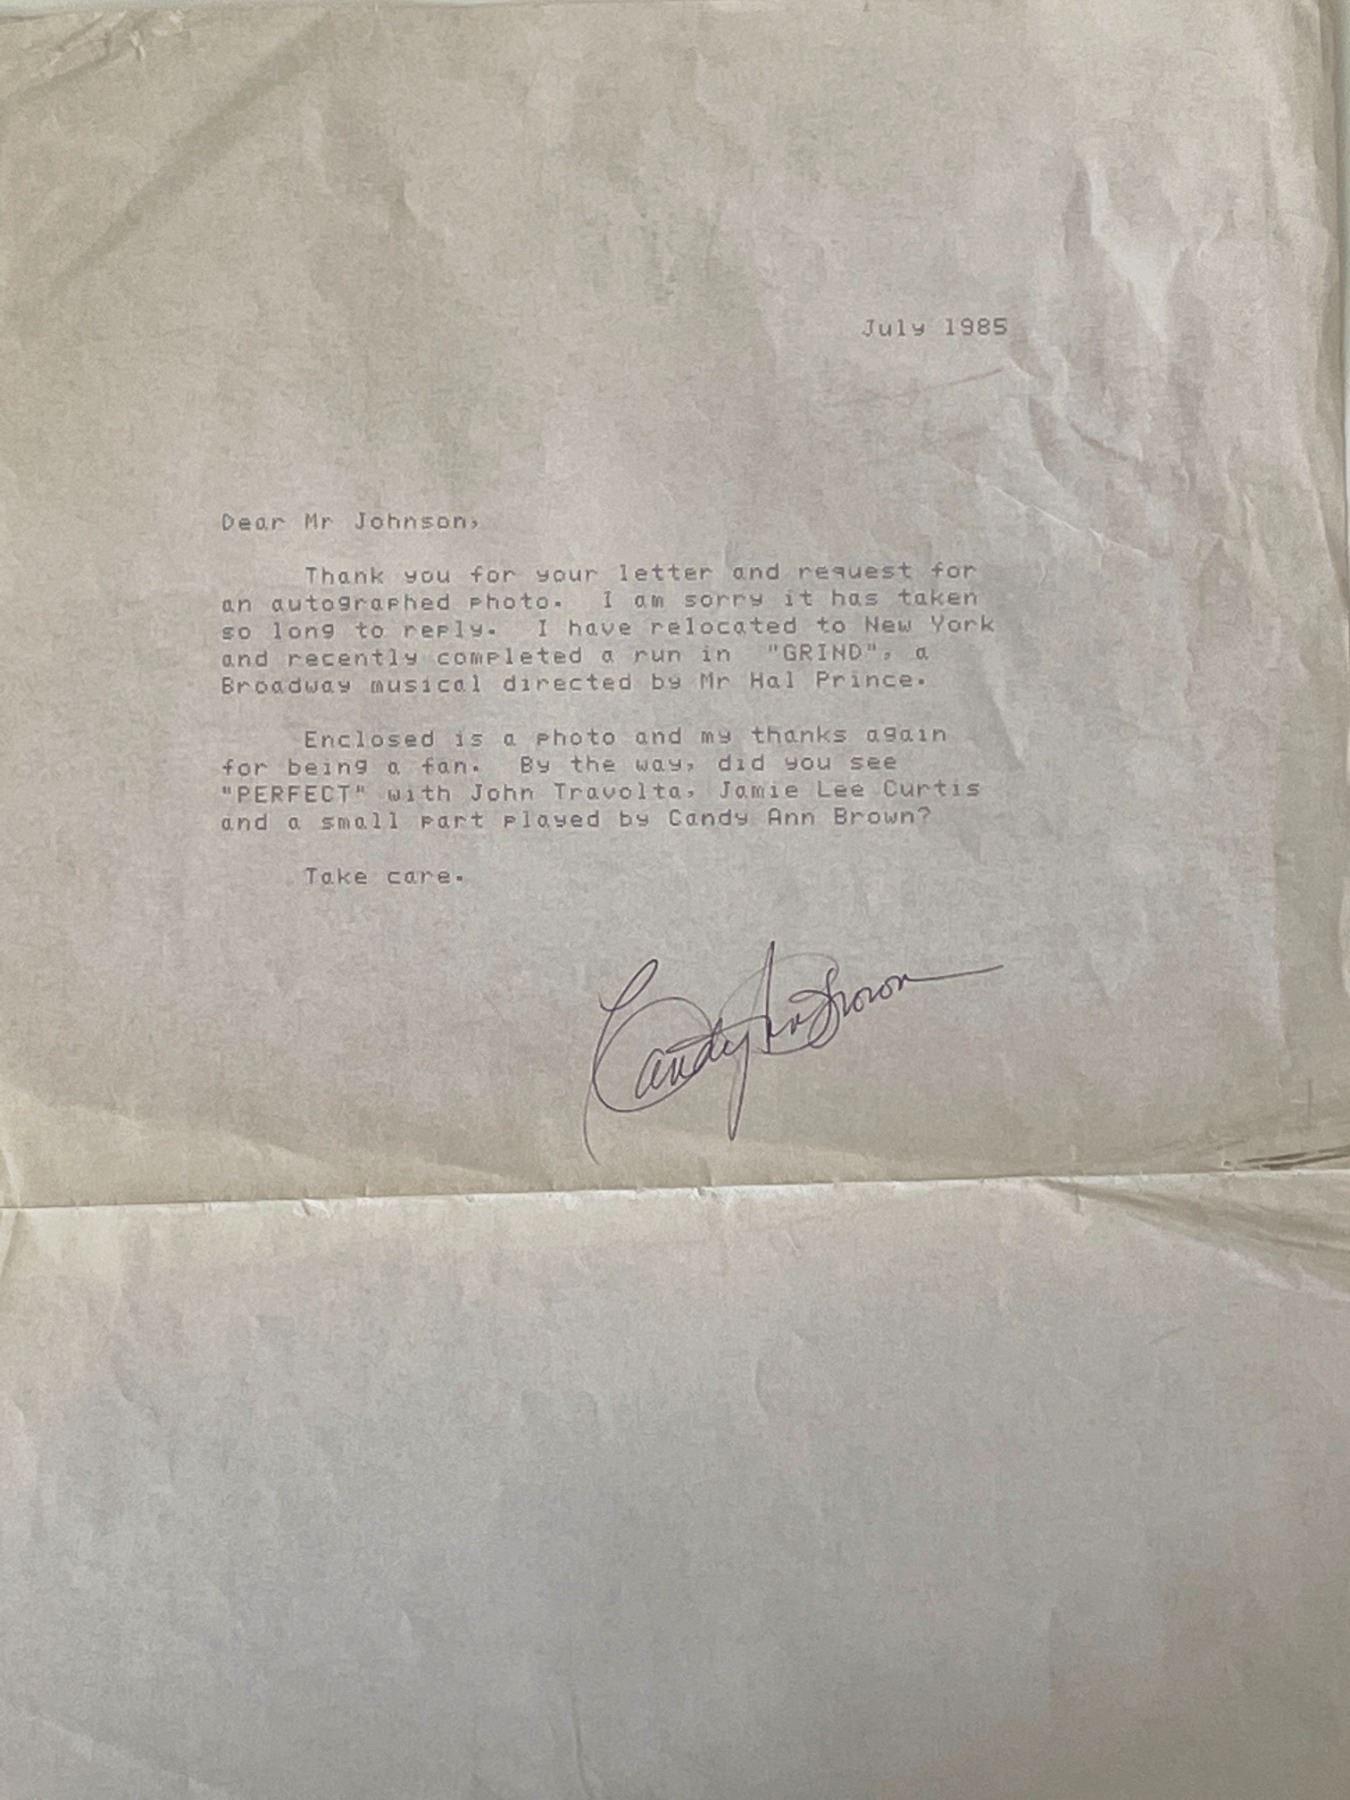 July 1985
Dear Mr Johnson,
Thank you for your letter and request for
an autographed photo. I am sorry it has taken
so long to reply. I have relocated to New York
and recently completed a run in "GRIND", a
Broadway musical directed by Mr Hal Prince.
Enclosed is a photo and my thanks again
for being a fan. By the way, did you see
"PERFECT" with John Travolta, Jamie Lee Curtis
and a small part played by Candy Ann Brown?
Take care.
Candy Ann Brown